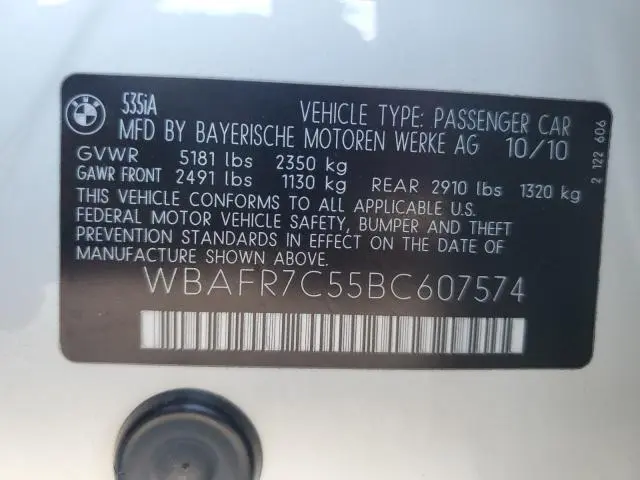 BMW
535iA
VEHICLE TYPE: PASSENGER CAR
MFD BY BAYERISCHE MOTOREN WERKE AG 10/10
GVWR 5181 lbs 2350 kg
GAWR FRONT 2491 lbs 1130 kg REAR 2910 lbs 1320 kg
THIS VEHICLE CONFORMS TO ALL APPLICABLE U.S.
FEDERAL MOTOR VEHICLE SAFETY, BUMPER AND THEFT
PREVENTION STANDARDS IN EFFECT ON THE DATE OF
MANUFACTURE SHOWN ABOVE.
WBAFR7C55BC607574
2 122 606